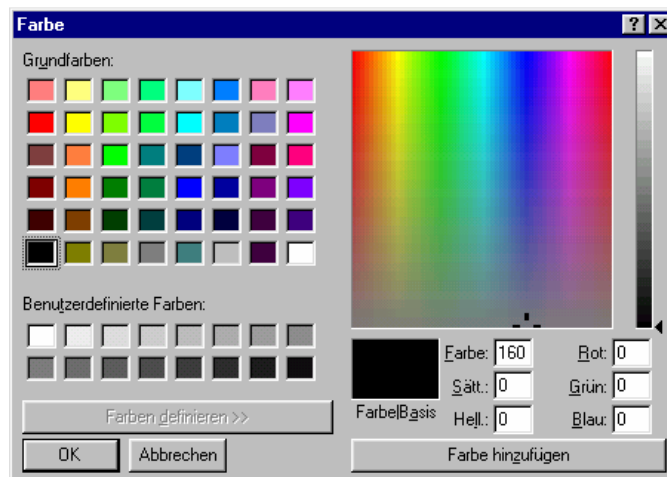 Farbe
Grundfarben:
Benutzerdefinierte Farben:
Farben definieren >>
OK Abbrechen
Farbe|Basis
Farbe: 160 Rot: 0
Sätt.: 0 Grün: 0
Hell.: 0 Blau: 0
Farbe hinzufügen